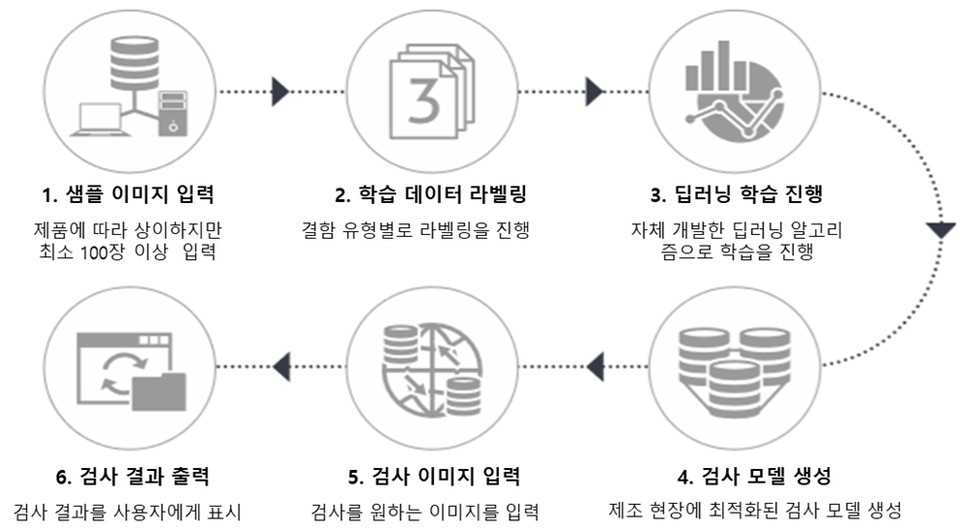 3
1. 샘플 이미지 입력
제품에 따라 상이하지만
최소 100장 이상 입력
2. 학습 데이터 라벨링
결함 유형별로 라벨링을 진행
3. 딥러닝 학습 진행
자체 개발한 딥러닝 알고리
즘으로 학습을 진행
4. 검사 모델 생성
제조 현장에 최적화된 검사 모델 생성
5. 검사 이미지 입력
검사를 원하는 이미지를 입력
6. 검사 결과 출력
검사 결과를 사용자에게 표시